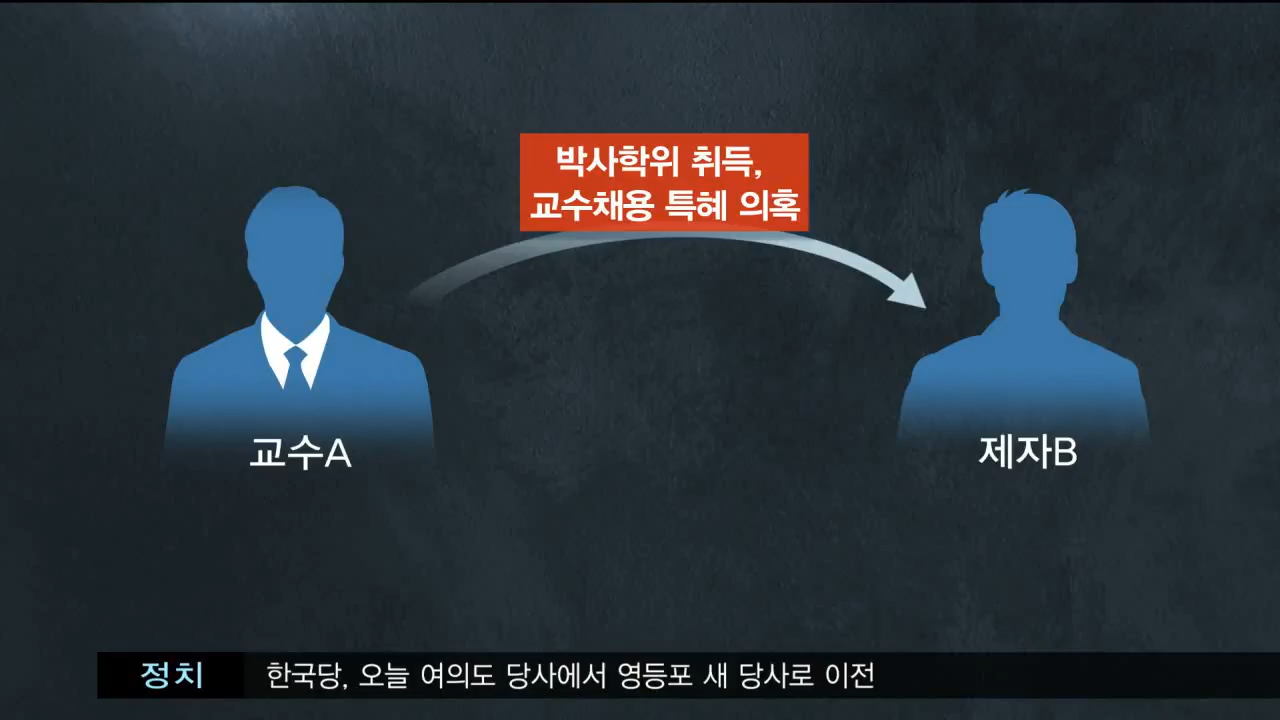 박사학위 취득,
교수채용 특혜 의혹
교수A
제자B
정치 한국당, 오늘 여의도 당사에서 영등포 새 당사로 이전